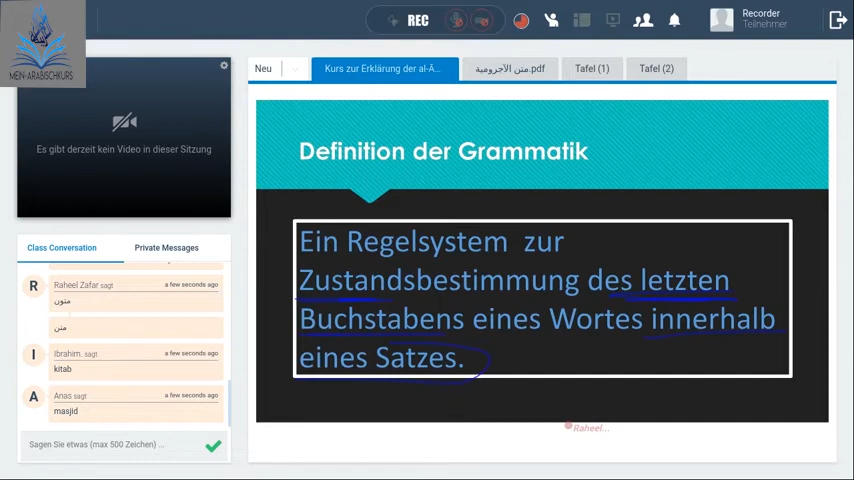 REC
Recorder
Teilnehmer
MEIN-ARABISCHKURS
Neu
Kurs zur Erklärung der al-Ā...
متن الآجرومية.pdf
Tafel (1)
Tafel (2)
Es gibt derzeit kein Video in dieser Sitzung
Definition der Grammatik
Ein Regelsystem zur
Zustandsbestimmung des letzten
Buchstabens eines Wortes innerhalb
eines Satzes.
Raheel...
Class Conversation
Private Messages
R
Raheel Zafar sagt
a few seconds ago
متون
متن
I
Ibrahim. sagt
a few seconds ago
kitab
A
Anas sagt
a few seconds ago
masjid
Sagen Sie etwas (max 500 Zeichen) ...